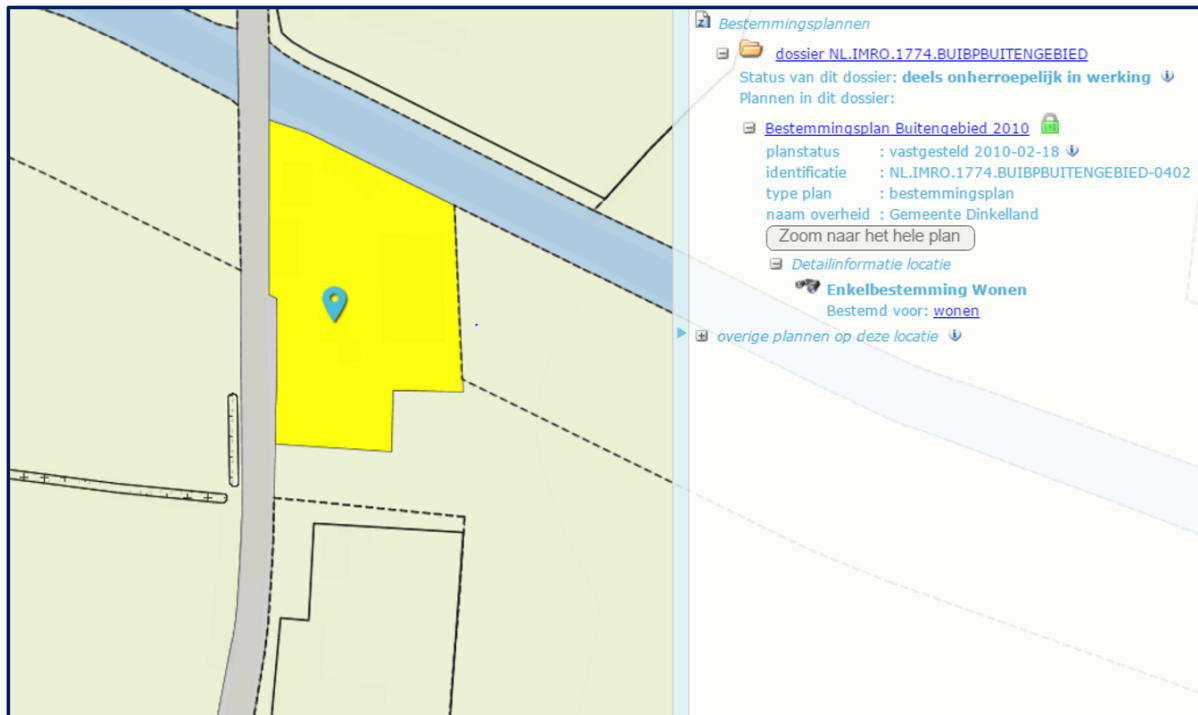 Bestemmingsplannen
dossier NL.IMRO.1774.BUIBPBUITENGEBIED
Status van dit dossier: deels onherroepelijk in werking
Plannen in dit dossier:
Bestemmingsplan Buitengebied 2010
planstatus : vastgesteld 2010-02-18
identificatie : NL.IMRO.1774.BUIBPBUITENGEBIED-0402
type plan : bestemmingsplan
naam overheid : Gemeente Dinkelland
Zoom naar het hele plan
Detailinformatie locatie
Enkelbestemming Wonen
Bestemd voor: wonen
overige plannen op deze locatie